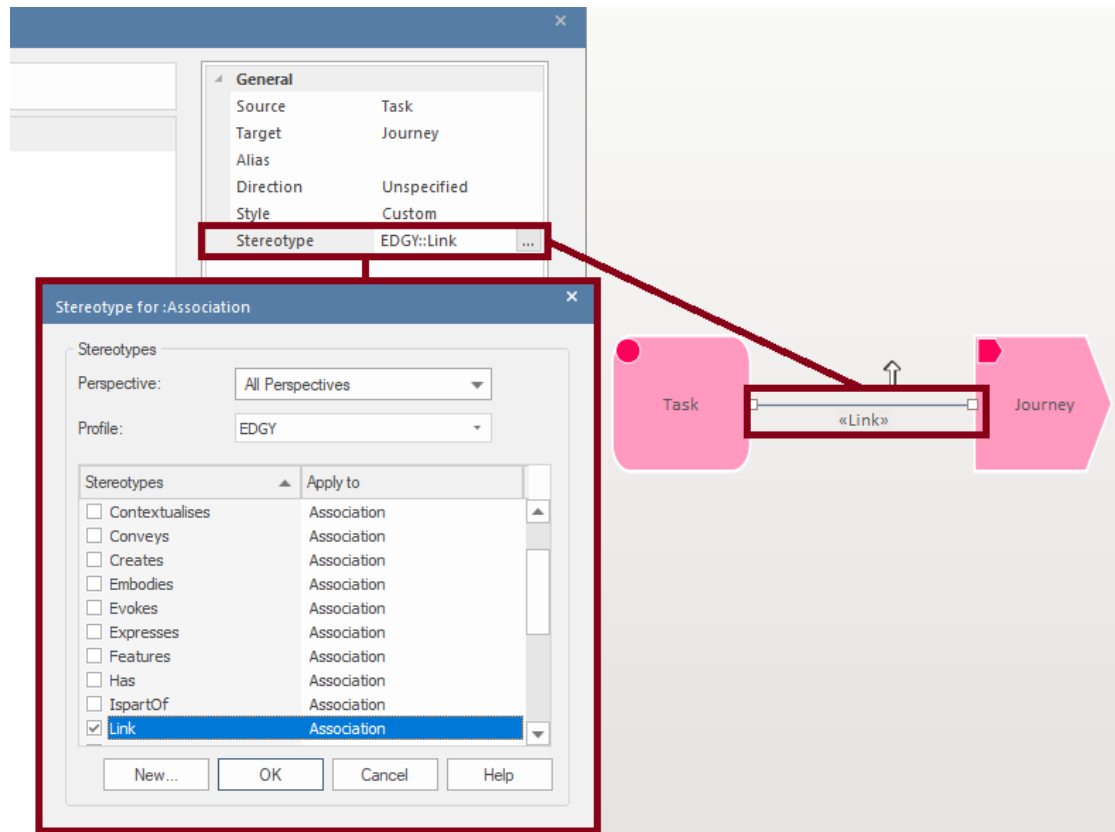 General
Source Task
Target Journey
Alias
Direction Unspecified
Style Custom
Stereotype EDGY::Link ...
Stereotype for :Association
Stereotypes
Perspective: All Perspectives
Profile: EDGY
Stereotypes Apply to
Contextualises Association
Conveys Association
Creates Association
Embodies Association
Evokes Association
Expresses Association
Features Association
Has Association
IspartOf Association
Link Association
New... OK Cancel Help
Task
«Link»
Journey